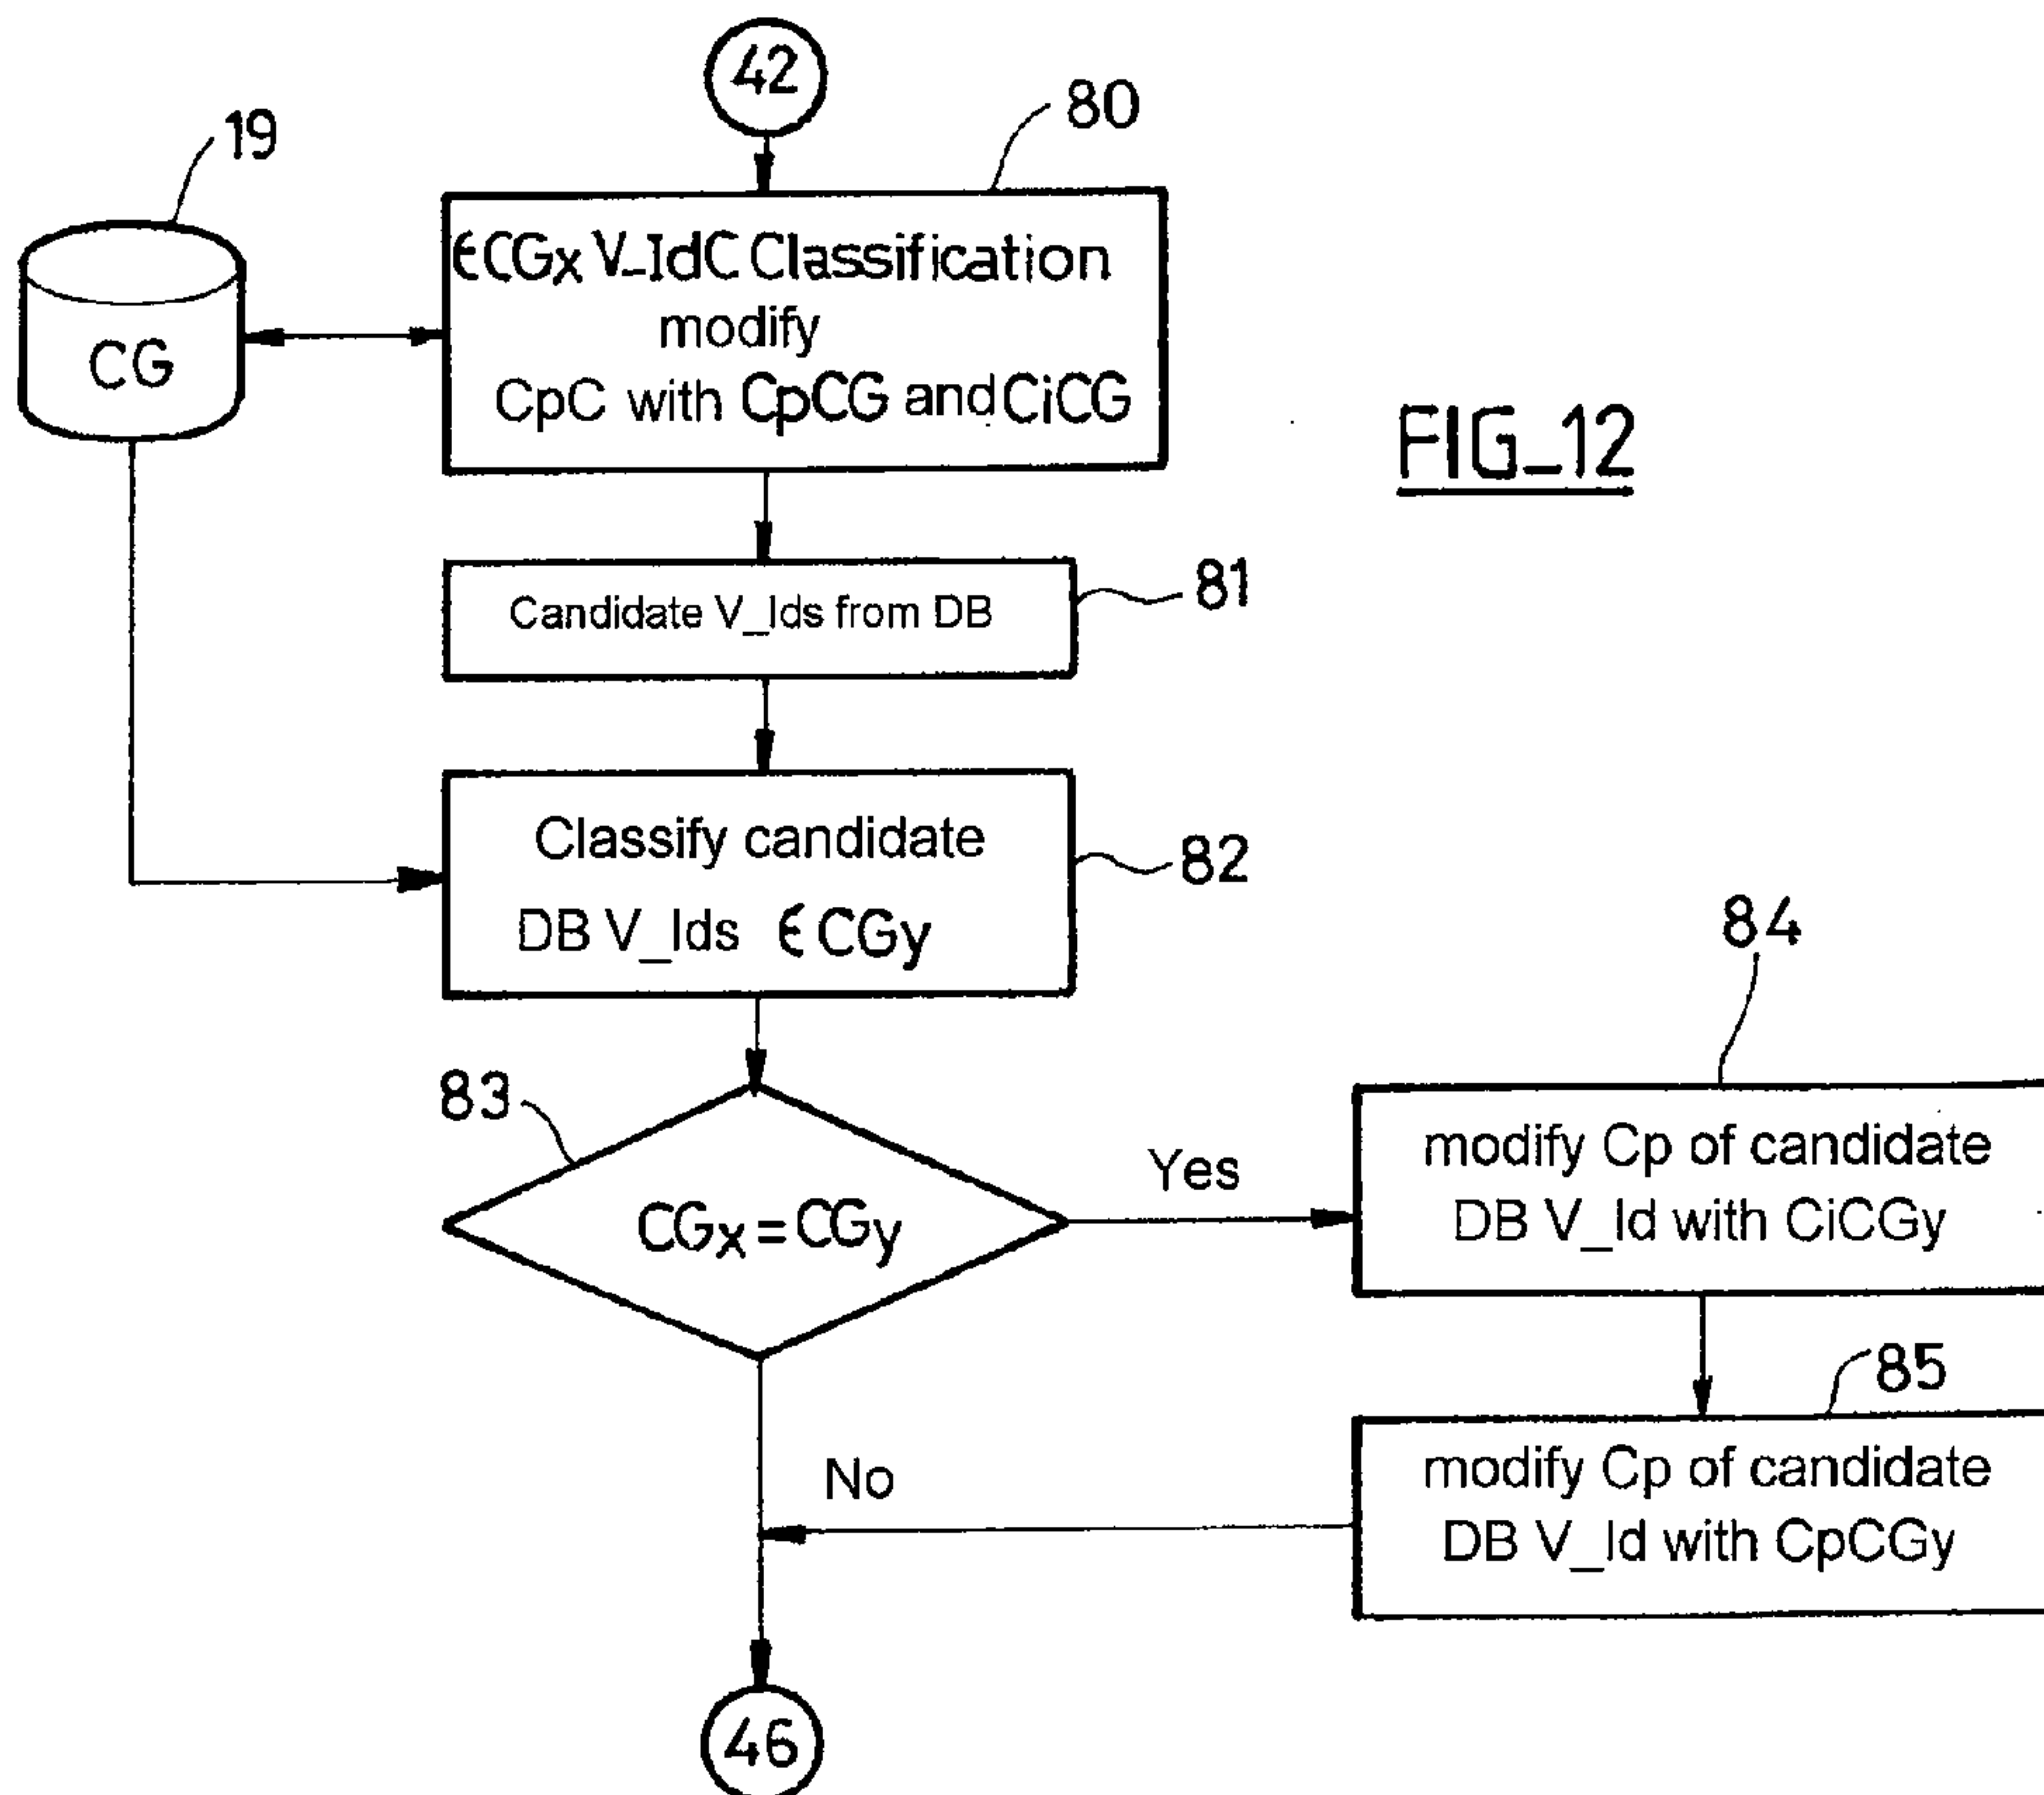 42
80
19
ϵCGx V_IdC Classification
modify
CpC with CpCG and CiCG
CG
FIG_12
81
Candidate V_Ids from DB
Classify candidate
DB V_Ids ϵ CGy
82
84
83
CGx = CGy
Yes
modify Cp of candidate
DB V_Id with CiCGy
85
No
modify Cp of candidate
DB V_Id with CpCGy
46